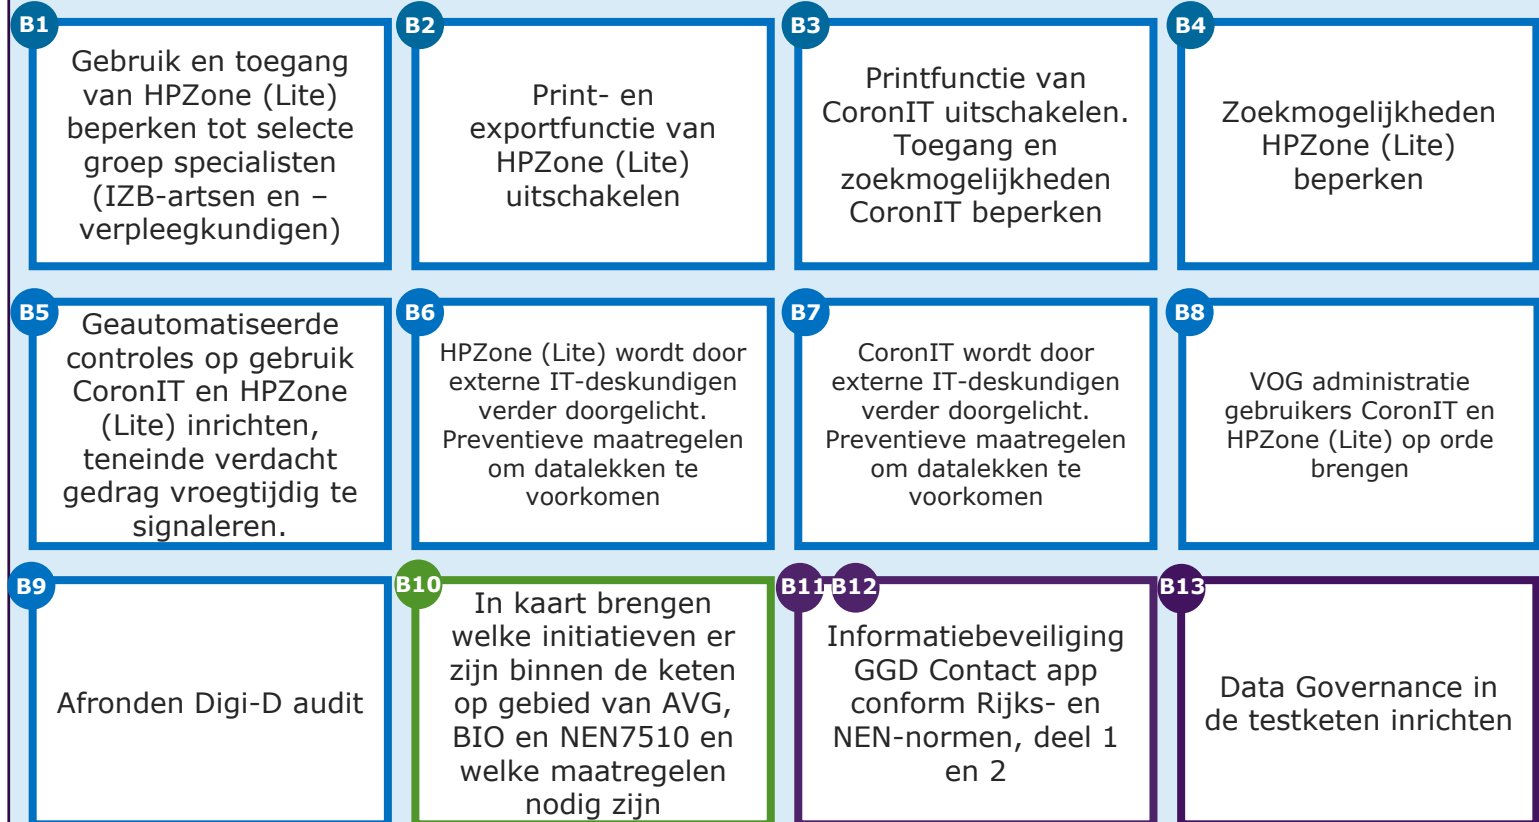 B1
Gebruik en toegang
van HPZone (Lite)
beperken tot selecte
groep specialisten
(IZB-artsen en –
verpleegkundigen)
B2
Print- en
exportfunctie van
HPZone (Lite)
uitschakelen
B3
Printfunctie van
CoronIT uitschakelen.
Toegang en
zoekmogelijkheden
CoronIT beperken
B4
Zoekmogelijkheden
HPZone (Lite)
beperken
B5
Geautomatiseerde
controles op gebruik
CoronIT en HPZone
(Lite) inrichten,
teneinde verdacht
gedrag vroegtijdig te
signaleren.
B6
HPZone (Lite) wordt door
externe IT-deskundigen
verder doorgelicht.
Preventieve maatregelen
om datalekken te
voorkomen
B7
CoronIT wordt door
externe IT-deskundigen
verder doorgelicht.
Preventieve maatregelen
om datalekken te
voorkomen
B8
VOG administratie
gebruikers CoronIT en
HPZone (Lite) op orde
brengen
B9
Afronden Digi-D audit
B10
In kaart brengen
welke initiatieven er
zijn binnen de keten
op gebied van AVG,
BIO en NEN7510 en
welke maatregelen
nodig zijn
B11 B12
Informatiebeveiliging
GGD Contact app
conform Rijks- en
NEN-normen, deel 1
en 2
B13
Data Governance in
de testketen inrichten